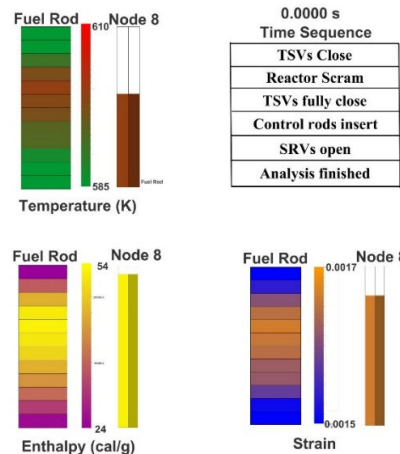 Fuel Rod Node 8
610
585
Fuel Rod
Temperature (K)
0.0000 s
Time Sequence
TSVs Close
Reactor Scram
TSVs fully close
Control rods insert
SRVs open
Analysis finished
Fuel Rod Node 8
54
24
Enthalpy (cal/g)
Fuel Rod Node 8
0.0017
0.0015
Strain